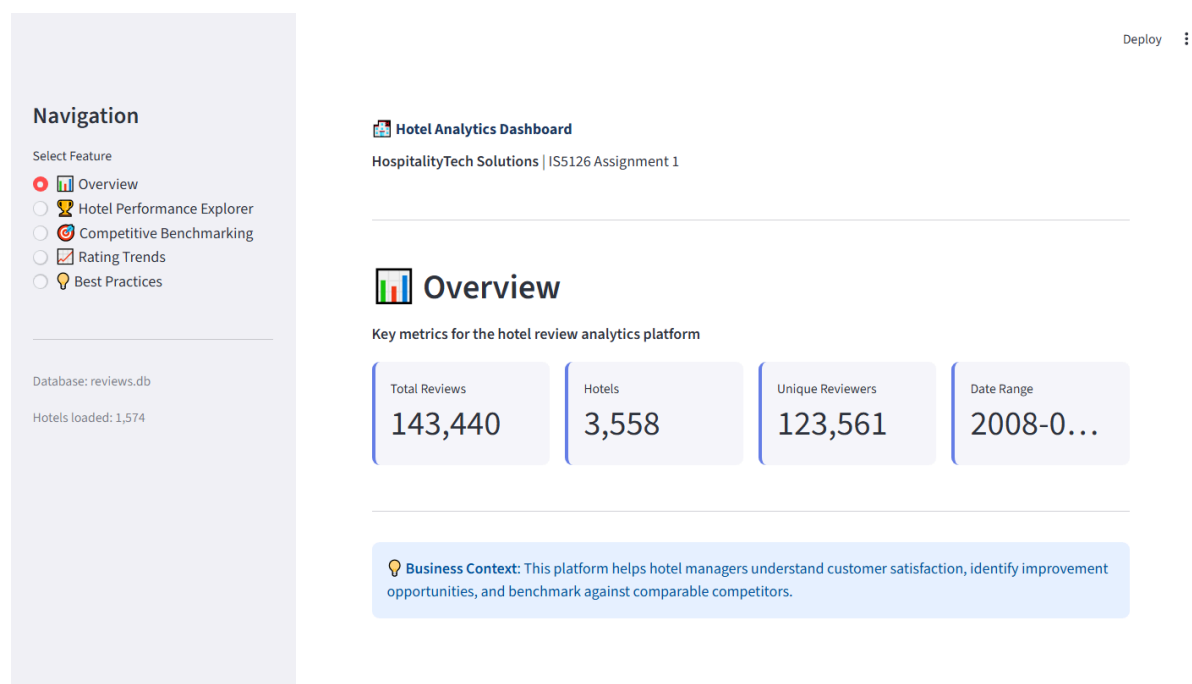 Deploy
Navigation
Select Feature
Overview
Hotel Performance Explorer
Competitive Benchmarking
Rating Trends
Best Practices
Database: reviews.db
Hotels loaded: 1,574
Hotel Analytics Dashboard
HospitalityTech Solutions | IS5126 Assignment 1
Overview
Key metrics for the hotel review analytics platform
Total Reviews
143,440
Hotels
3,558
Unique Reviewers
123,561
Date Range
2008-0...
Business Context: This platform helps hotel managers understand customer satisfaction, identify improvement
opportunities, and benchmark against comparable competitors.